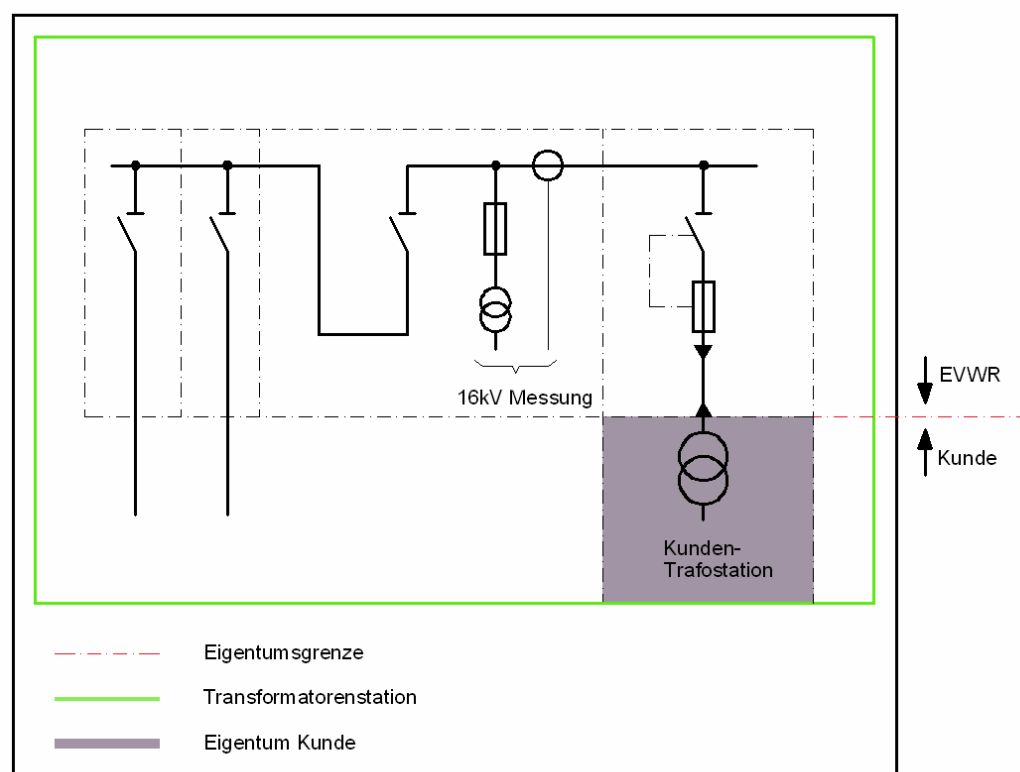 16kV Messung
EVWR
Kunde
Kunden-
Trafostation
Eigentumsgrenze
Transformatorenstation
Eigentum Kunde